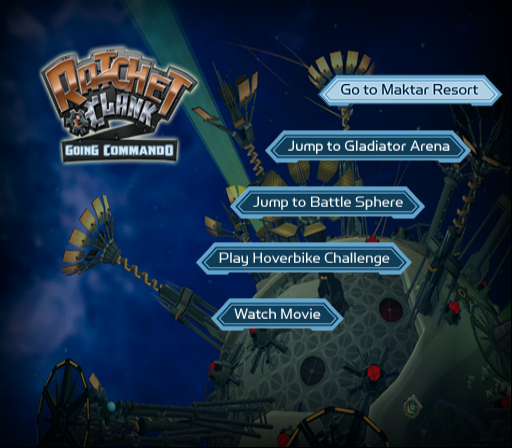 RATCHET
CLANK
GOING COMMANDO
Go to Maktar Resort
Jump to Gladiator Arena
Jump to Battle Sphere
Play Hoverbike Challenge
Watch Movie